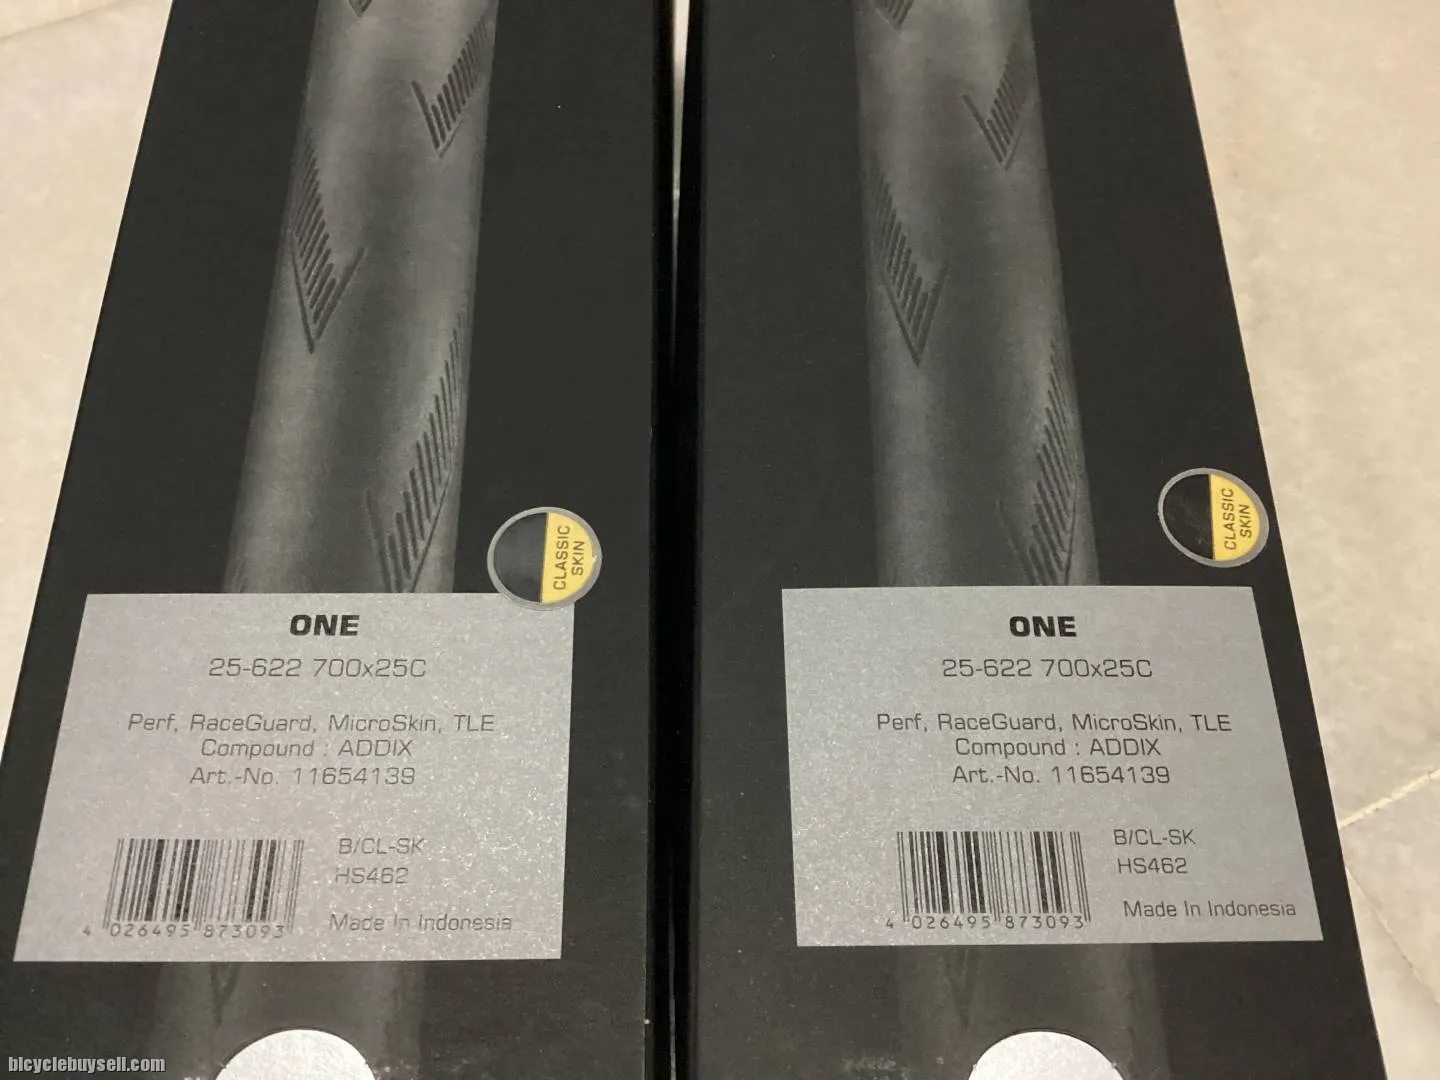 CLASSIC
SKIN
ONE
25-622 700x25C
Perf, RaceGuard, MicroSkin, TLE
Compound : ADDIX
Art.-No. 11654139
B/CL-SK
HS462
4 026495 873093
Made In Indonesia
CLASSIC
SKIN
ONE
25-622 700x25C
Perf, RaceGuard, MicroSkin, TLE
Compound : ADDIX
Art.-No. 11654139
B/CL-SK
HS462
4 026495 873093
Made In Indonesia
bicyclebuysell.com